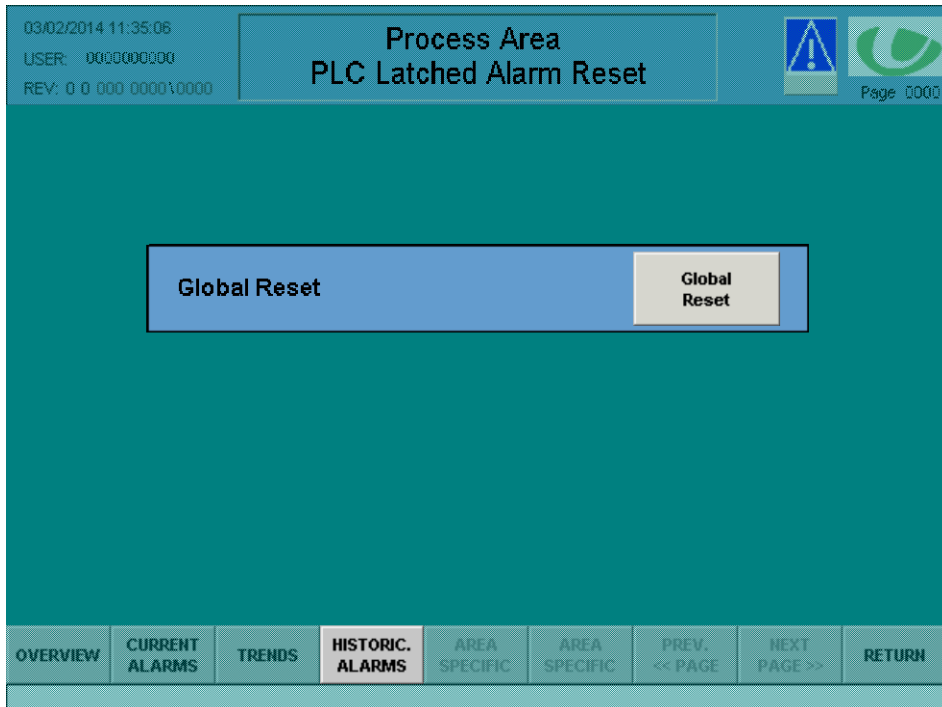 03/02/2014 11:35:06
USER: 0000000000
REV: 0 0 000 0000\0000
Process Area
PLC Latched Alarm Reset
Page 0000
Global Reset
Global
Reset
OVERVIEW
CURRENT
ALARMS
TRENDS
HISTORIC.
ALARMS
AREA
SPECIFIC
AREA
SPECIFIC
PREV.
<< PAGE
NEXT
PAGE >>
RETURN